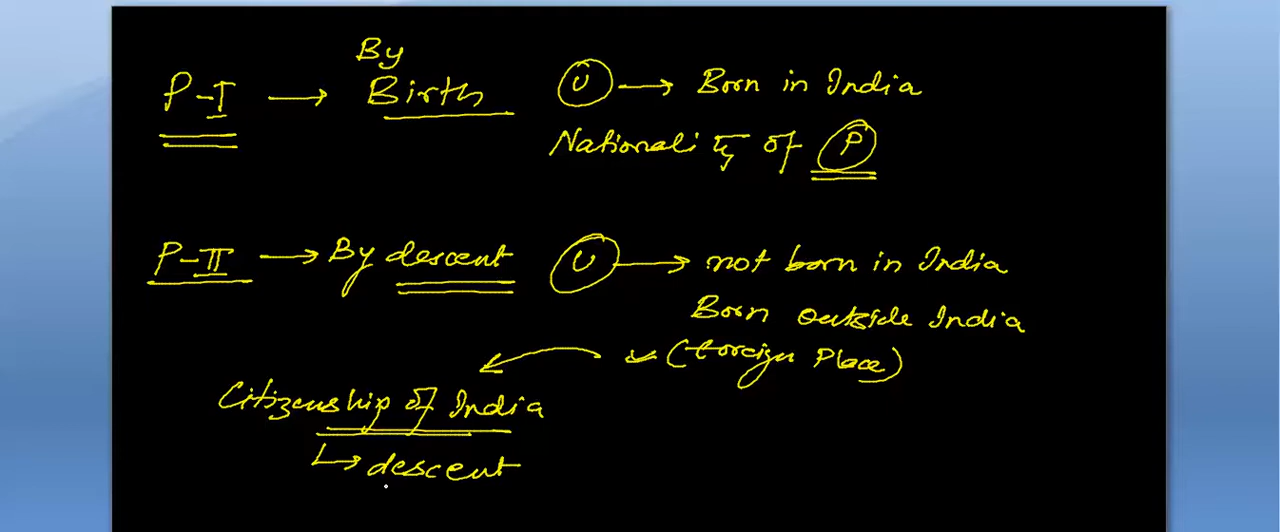 By
P-I → Birth U → Born in India
Nationality of P
P-II → By descent U → not born in India
Born outside India
(foreign Place)
Citizenship of India
↳ descent